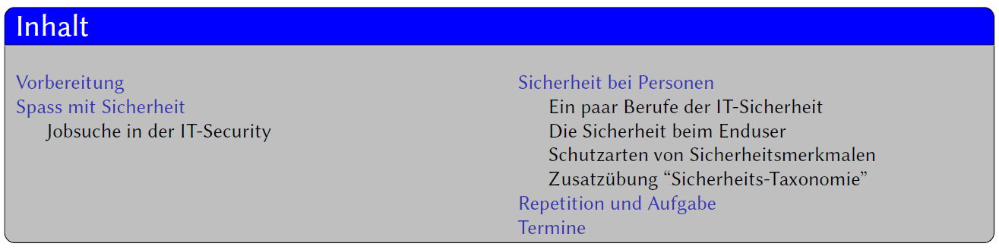 Inhalt
Vorbereitung
Spass mit Sicherheit
Jobsuche in der IT-Security
Sicherheit bei Personen
Ein paar Berufe der IT-Sicherheit
Die Sicherheit beim Enduser
Schutzarten von Sicherheitsmerkmalen
Zusatzübung “Sicherheits-Taxonomie”
Repetition und Aufgabe
Termine